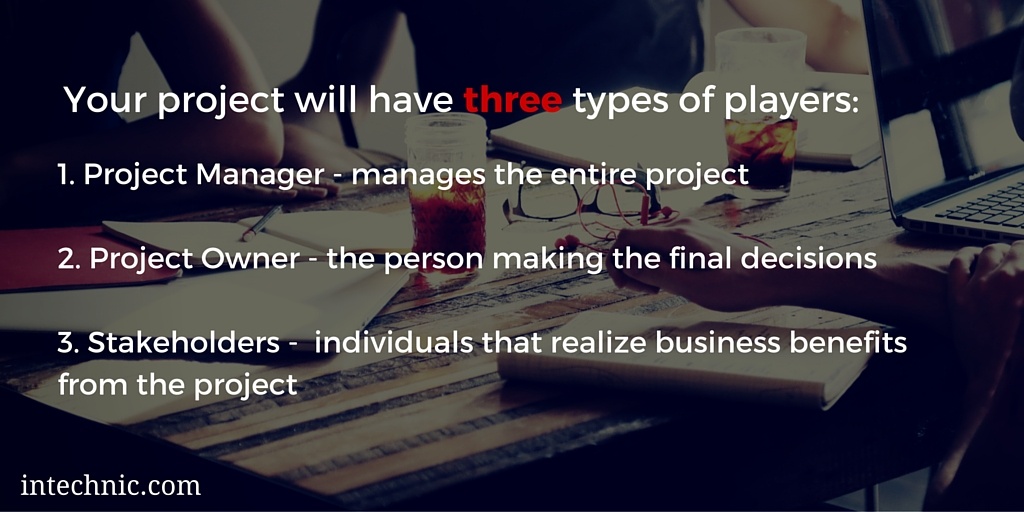 Your project will have three types of players:
1. Project Manager - manages the entire project
2. Project Owner - the person making the final decisions
3. Stakeholders -  individuals that realize business benefits
from the project
intechnic.com